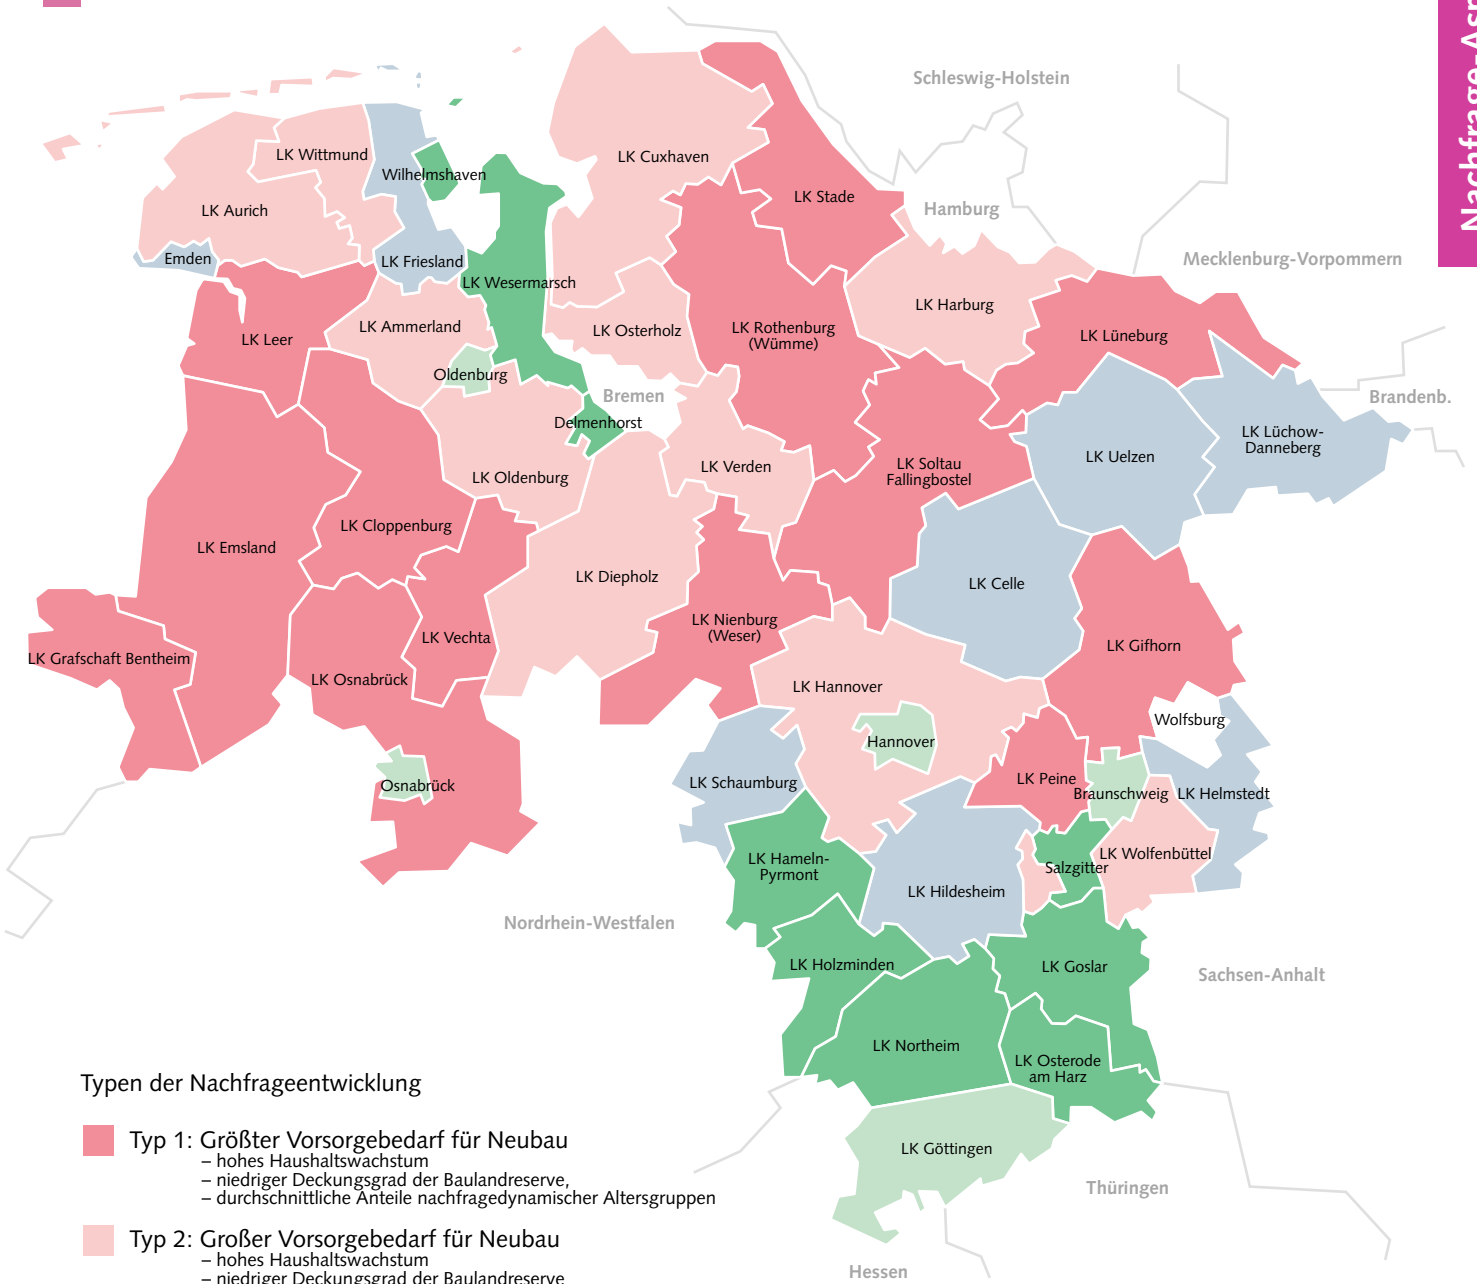 Nachfrage-Asp
Schleswig-Holstein
LK Wittmund
LK Cuxhaven
Wilhelmshaven
LK Stade
LK Aurich
Hamburg
Emden
LK Friesland
Mecklenburg-Vorpommern
LK Wesermarsch
LK Harburg
LK Ammerland
LK Osterholz
LK Rothenburg
(Wümme)
LK Leer
LK Lüneburg
Oldenburg
Bremen
Brandenb.
Delmenhorst
LK Lüchow-
Danneberg
LK Uelzen
LK Verden
LK Soltau
Fallingbostel
LK Oldenburg
LK Cloppenburg
LK Emsland
LK Diepholz
LK Celle
LK Nienburg
(Weser)
LK Vechta
LK Gifhorn
LK Grafschaft Bentheim
LK Osnabrück
LK Hannover
Wolfsburg
Hannover
LK Peine
LK Schaumburg
Osnabrück
Braunschweig
LK Helmstedt
LK Hameln-
Pyrmont
LK Wolfenbüttel
Salzgitter
LK Hildesheim
Nordrhein-Westfalen
LK Holzminden
LK Goslar
Sachsen-Anhalt
LK Northeim
LK Osterode
am Harz
LK Göttingen
Thüringen
Hessen
Typen der Nachfrageentwicklung
Typ 1: Größter Vorsorgebedarf für Neubau
– hohes Haushaltswachstum
– niedriger Deckungsgrad der Baulandreserve,
– durchschnittliche Anteile nachfragedynamischer Altersgruppen
Typ 2: Großer Vorsorgebedarf für Neubau
– hohes Haushaltswachstum
– niedriger Deckungsgrad der Baulandreserve